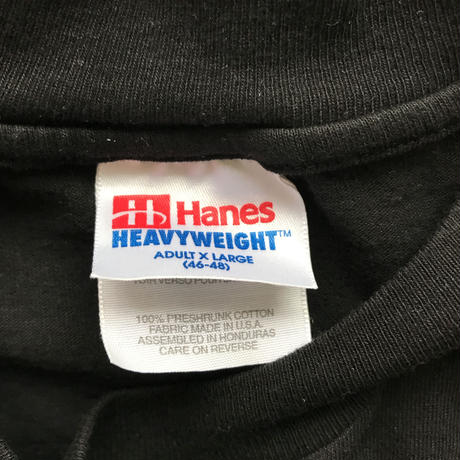 Hanes
HEAVYWEIGHT™
ADULT X LARGE
(46-48)
100% PRESHRUNK COTTON
FABRIC MADE IN U.S.A.
ASSEMBLED IN HONDURAS
CARE ON REVERSE